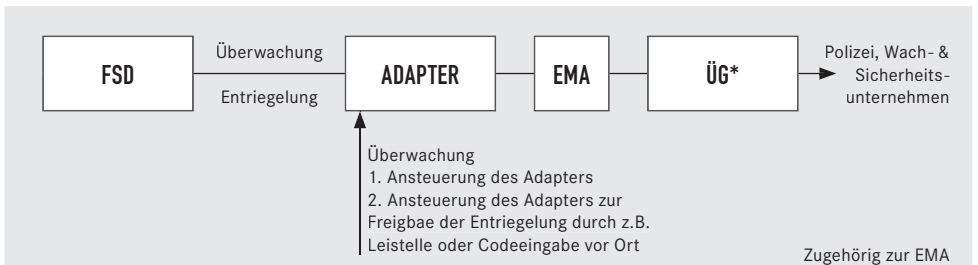 FSD
Überwachung
Entriegelung
ADAPTER
EMA
ÜG*
Polizei, Wach- &
Sicherheits-
unternehmen
Überwachung
1. Ansteuerung des Adapters
2. Ansteuerung des Adapters zur
Freigbae der Entriegelung durch z.B.
Leistelle oder Codeeingabe vor Ort
Zugehörig zur EMA